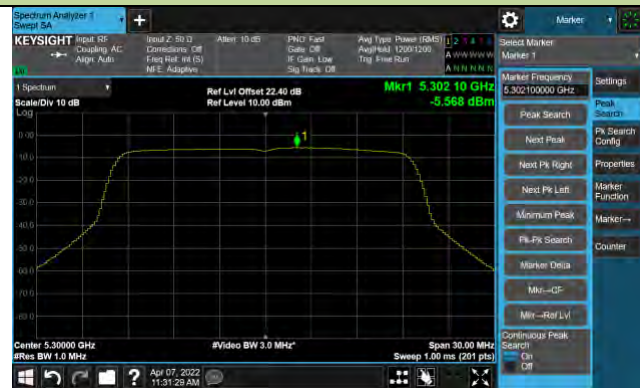 Spectrum Analyzer 1
Swept SA
+
Marker
KEYSIGHT
Input: RF
Coupling: AC
Align: Auto
Input Z: 50 Ω
Corrections: Off
Freq Ref: Int (S)
NFE: Adaptive
Atten: 10 dB
PNO: Fast
Gate: Off
IF Gain: Low
Sig Track: Off
Avg Type: Power (RMS)
Avg|Hold: 1200/1200
Trig: Free Run
A W W W W W
A N N N N N
Select Marker
Marker 1
1 Spectrum
Scale/Div 10 dB
Log
Ref Lvl Offset 22.40 dB
Ref Level 10.00 dBm
Mkr1 5.302 10 GHz
-5.568 dBm
Marker Frequency
5.302100000 GHz
Peak Search
Next Peak
Next Pk Right
Next Pk Left
Minimum Peak
Pk-Pk Search
Marker Delta
Mkr→CF
Mkr→Ref Lvl
Continuous Peak
Search
On
Off
Settings
Peak
Search
Pk Search
Config
Properties
Marker
Function
Marker→
Counter
1
0.00
-10.0
-20.0
-30.0
-40.0
-50.0
-60.0
-70.0
-80.0
Center 5.30000 GHz
#Res BW 1.0 MHz
#Video BW 3.0 MHz*
Span 30.00 MHz
Sweep 1.00 ms (201 pts)
?
Apr 07, 2022
11:31:29 AM